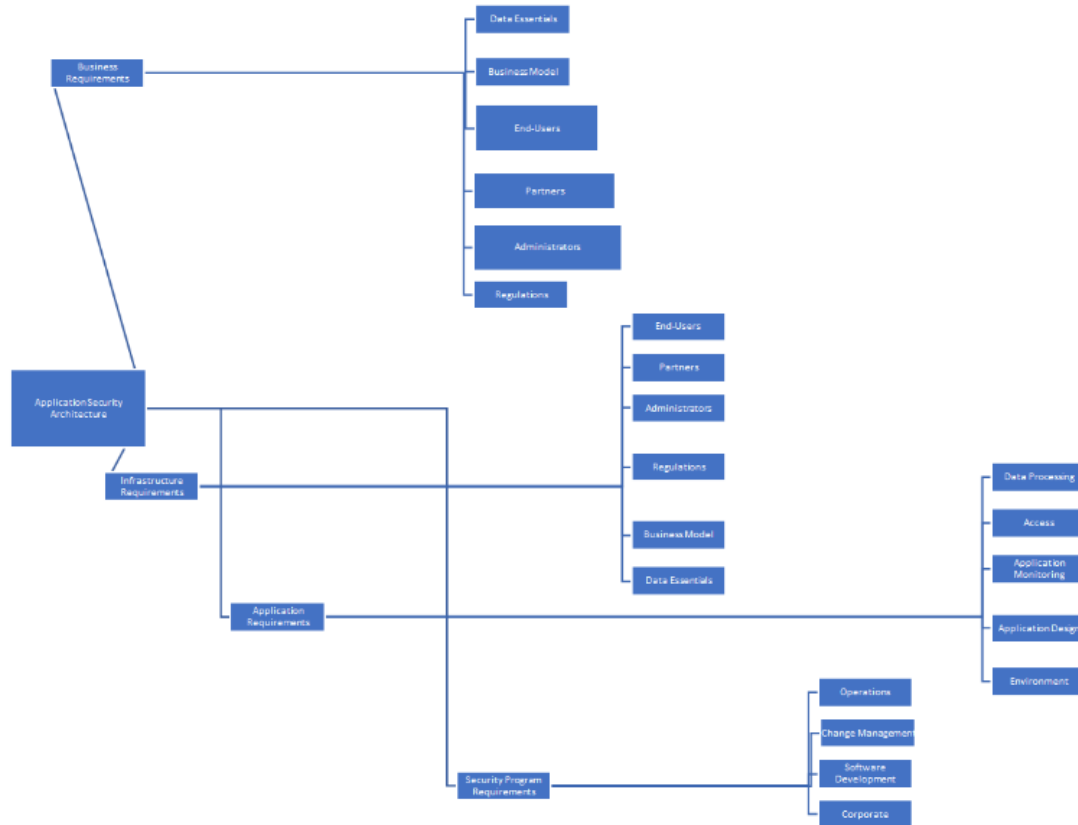 Data Essentials
Business
Requirements
Business Model
End-Users
Partners
Administrators
Regulations
End-Users
Partners
Application Security
Architecture
Administrators
Regulations
Infrastructure
Requirements
Data Processing
Access
Business Model
Application
Monitoring
Data Essentials
Application
Requirements
Application Design
Environment
Operations
Change Management
Software
Development
Security Program
Requirements
Corporate